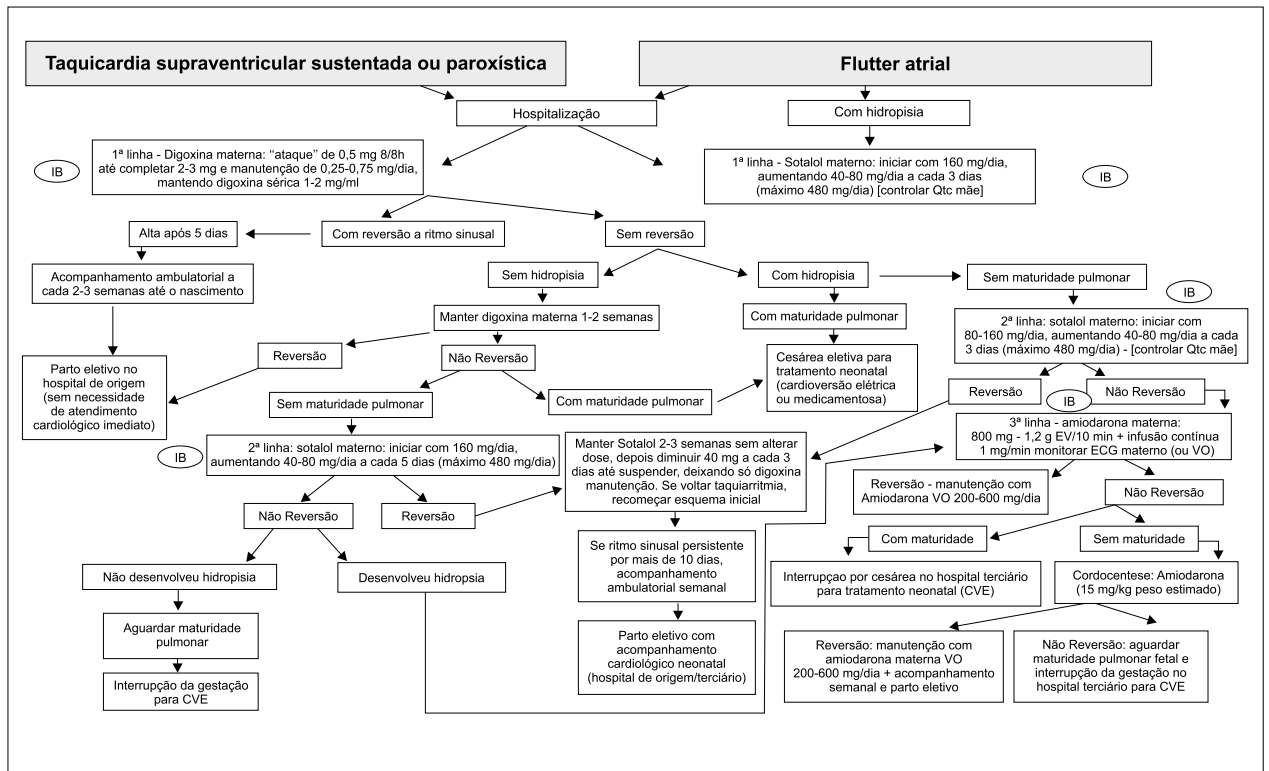 Taquicardia supraventricular sustentada ou paroxística
Flutter atrial
Hospitalização
Com hidropisia
IB
1ª linha - Digoxina materna: “ataque” de 0,5 mg 8/8h
até completar 2-3 mg e manutenção de 0,25-0,75 mg/dia,
mantendo digoxina sérica 1-2 mg/ml
1ª linha - Sotalol materno: iniciar com 160 mg/dia,
aumentando 40-80 mg/dia a cada 3 dias
(máximo 480 mg/dia) [controlar Qtc mãe]
IB
Alta após 5 dias
Com reversão a ritmo sinusal
Sem reversão
Acompanhamento ambulatorial a
cada 2-3 semanas até o nascimento
Sem hidropisia
Com hidropisia
Sem maturidade pulmonar
IB
Manter digoxina materna 1-2 semanas
Com maturidade pulmonar
2ª linha: sotalol materno: iniciar com
80-160 mg/dia, aumentando 40-80 mg/dia a cada
3 dias (máximo 480 mg/dia) - [controlar Qtc mãe]
Parto eletivo no
hospital de origem
(sem necessidade
de atendimento
cardiológico imediato)
Reversão
Não Reversão
Cesárea eletiva para
tratamento neonatal
(cardioversão elétrica
ou medicamentosa)
Sem maturidade pulmonar
Com maturidade pulmonar
Reversão
Não Reversão
IB
IB
2ª linha: sotalol materno: iniciar com 160 mg/dia,
aumentando 40-80 mg/dia a cada 5 dias (máximo 480 mg/dia)
Manter Sotalol 2-3 semanas sem alterar
dose, depois diminuir 40 mg a cada 3
dias até suspender, deixando só digoxina
manutenção. Se voltar taquiarritmia,
recomeçar esquema inicial
3ª linha - amiodarona materna:
800 mg - 1,2 g EV/10 min + infusão contínua
1 mg/min monitorar ECG materno (ou VO)
Não Reversão
Reversão
Reversão - manutenção com
Amiodarona VO 200-600 mg/dia
Não Reversão
Com maturidade
Sem maturidade
Não desenvolveu hidropisia
Desenvolveu hidropsia
Se ritmo sinusal persistente
por mais de 10 dias,
acompanhamento
ambulatorial semanal
Interrupçao por cesárea no hospital terciário
para tratamento neonatal (CVE)
Cordocentese: Amiodarona
(15 mg/kg peso estimado)
Aguardar maturidade
pulmonar
Parto eletivo com
acompanhamento
cardiológico neonatal
(hospital de origem/terciário)
Reversão: manutenção com
amiodarona materna VO
200-600 mg/dia + acompanhamento
semanal e parto eletivo
Não Reversão: aguardar
maturidade pulmonar fetal e
interrupção da gestação no
hospital terciário para CVE
Interrupção da gestação
para CVE